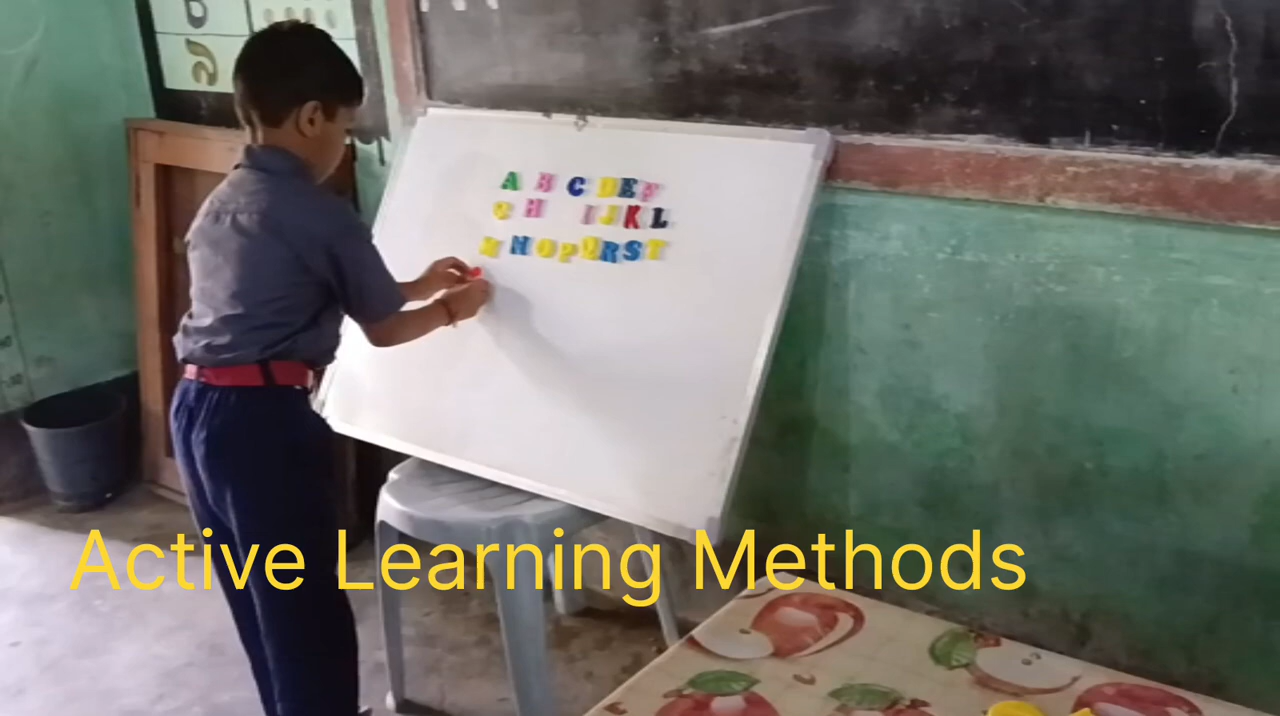 A B C D E F
G H I J K L
M N O P Q R S T
Active Learning Methods